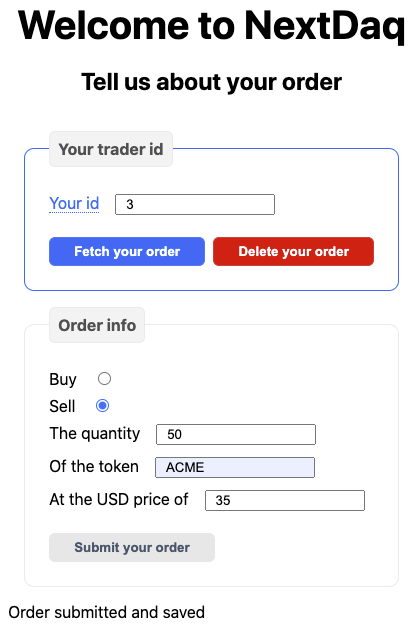 Welcome to NextDaq
Tell us about your order
Your trader id
Your id 3
Fetch your order Delete your order
Order info
Buy
Sell
The quantity 50
Of the token ACME
At the USD price of 35
Submit your order
Order submitted and saved